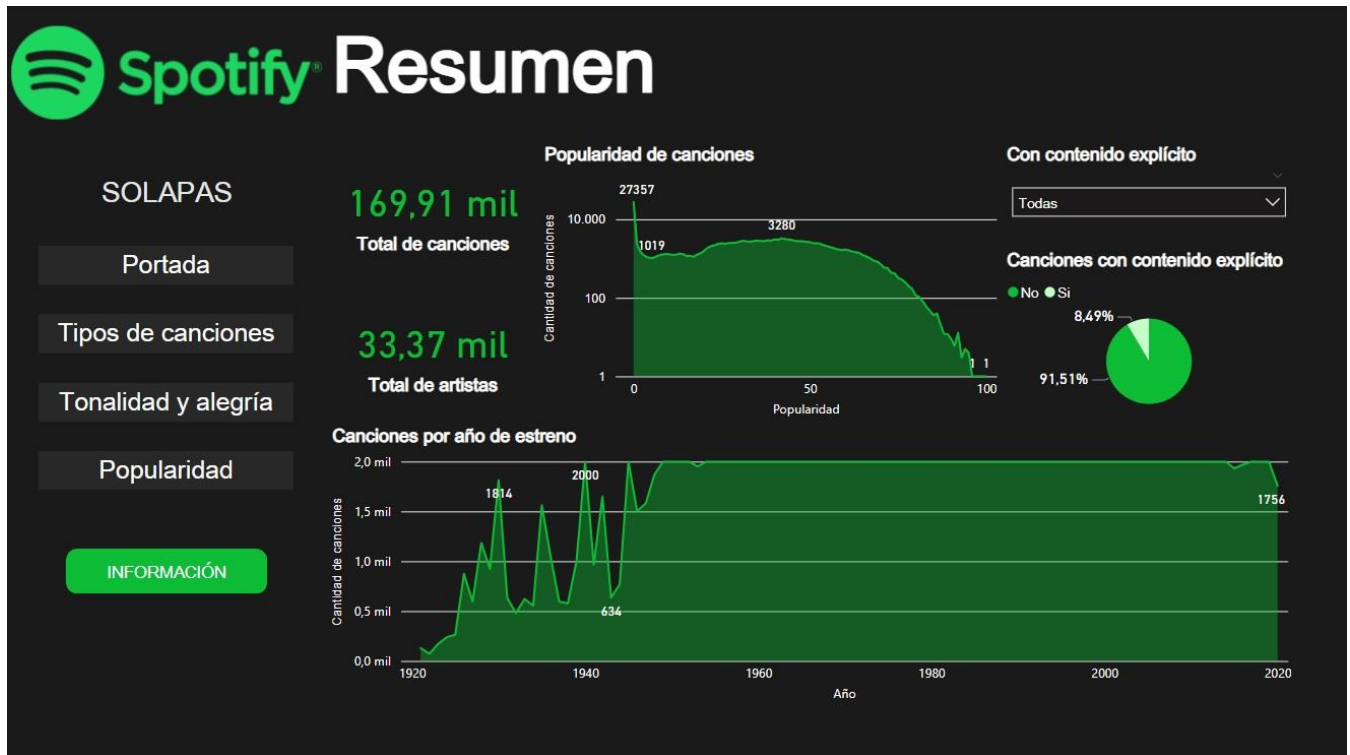 Spotify®
Resumen
SOLAPAS
Portada
Tipos de canciones
Tonalidad y alegría
Popularidad
INFORMACIÓN
169,91 mil
Total de canciones
33,37 mil
Total de artistas
Popularidad de canciones
Cantidad de canciones
10.000
100
1
27357
1019
3280
1
1
0
50
100
Popularidad
Con contenido explícito
Todas
Canciones con contenido explícito
No
Si
8,49%
91,51%
Canciones por año de estreno
Cantidad de canciones
2,0 mil
1,5 mil
1,0 mil
0,5 mil
0,0 mil
1814
2000
634
1756
1920
1940
1960
1980
2000
2020
Año